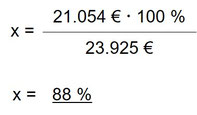 x = 21.054 € · 100 %
23.925 €
x = 88 %